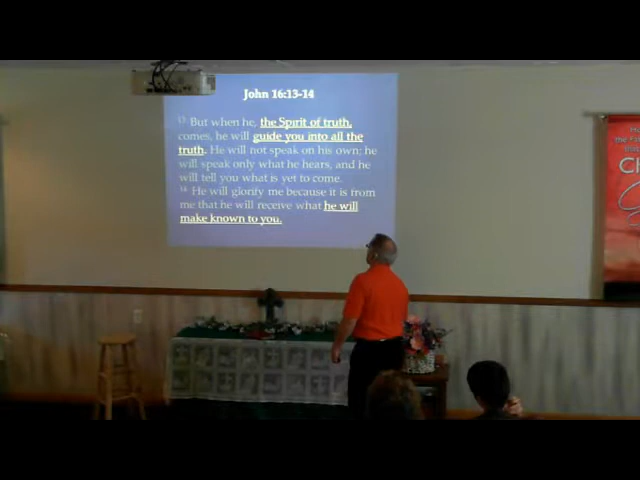 John 16:13-14
13 But when he, the Spirit of truth,
comes, he will guide you into all the
truth. He will not speak on his own; he
will speak only what he hears, and he
will tell you what is yet to come.
14 He will glorify me because it is from
me that he will receive what he will
make known to you.